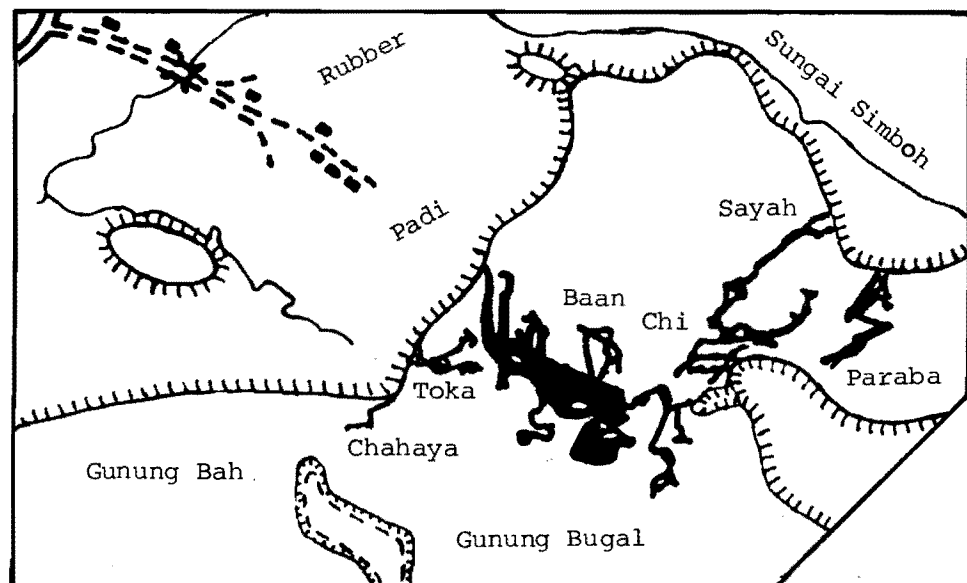 Rubber
Sungai Simboh
Padi
Sayah
Baan
Chi
Toka
Paraba
Chahaya
Gunung Bah
Gunung Bugal